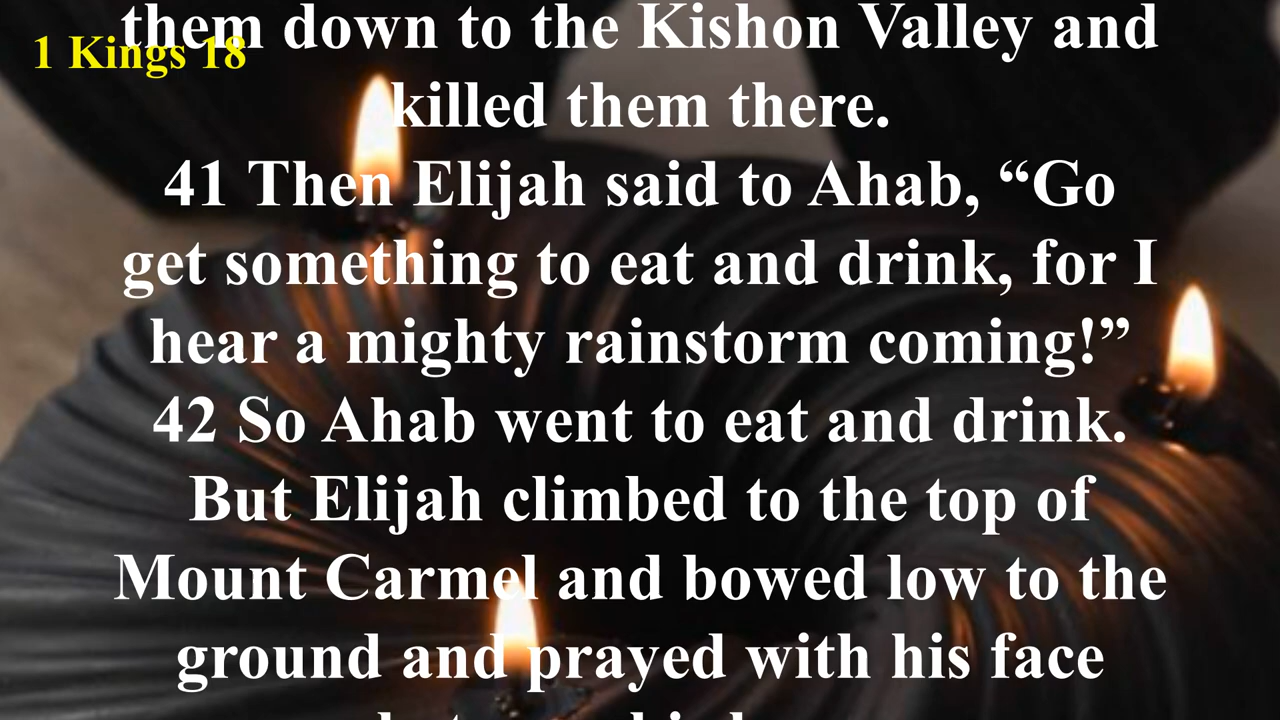 them down to the Kishon Valley and
1 Kings 18
killed them there.
41 Then Elijah said to Ahab, “Go
get something to eat and drink, for I
hear a mighty rainstorm coming!”
42 So Ahab went to eat and drink.
But Elijah climbed to the top of
Mount Carmel and bowed low to the
ground and prayed with his face